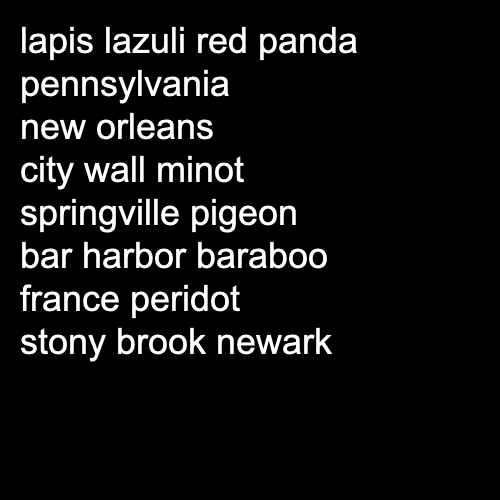 lapis lazuli red panda
pennsylvania
new orleans
city wall minot
springville pigeon
bar harbor baraboo
france peridot
stony brook newark